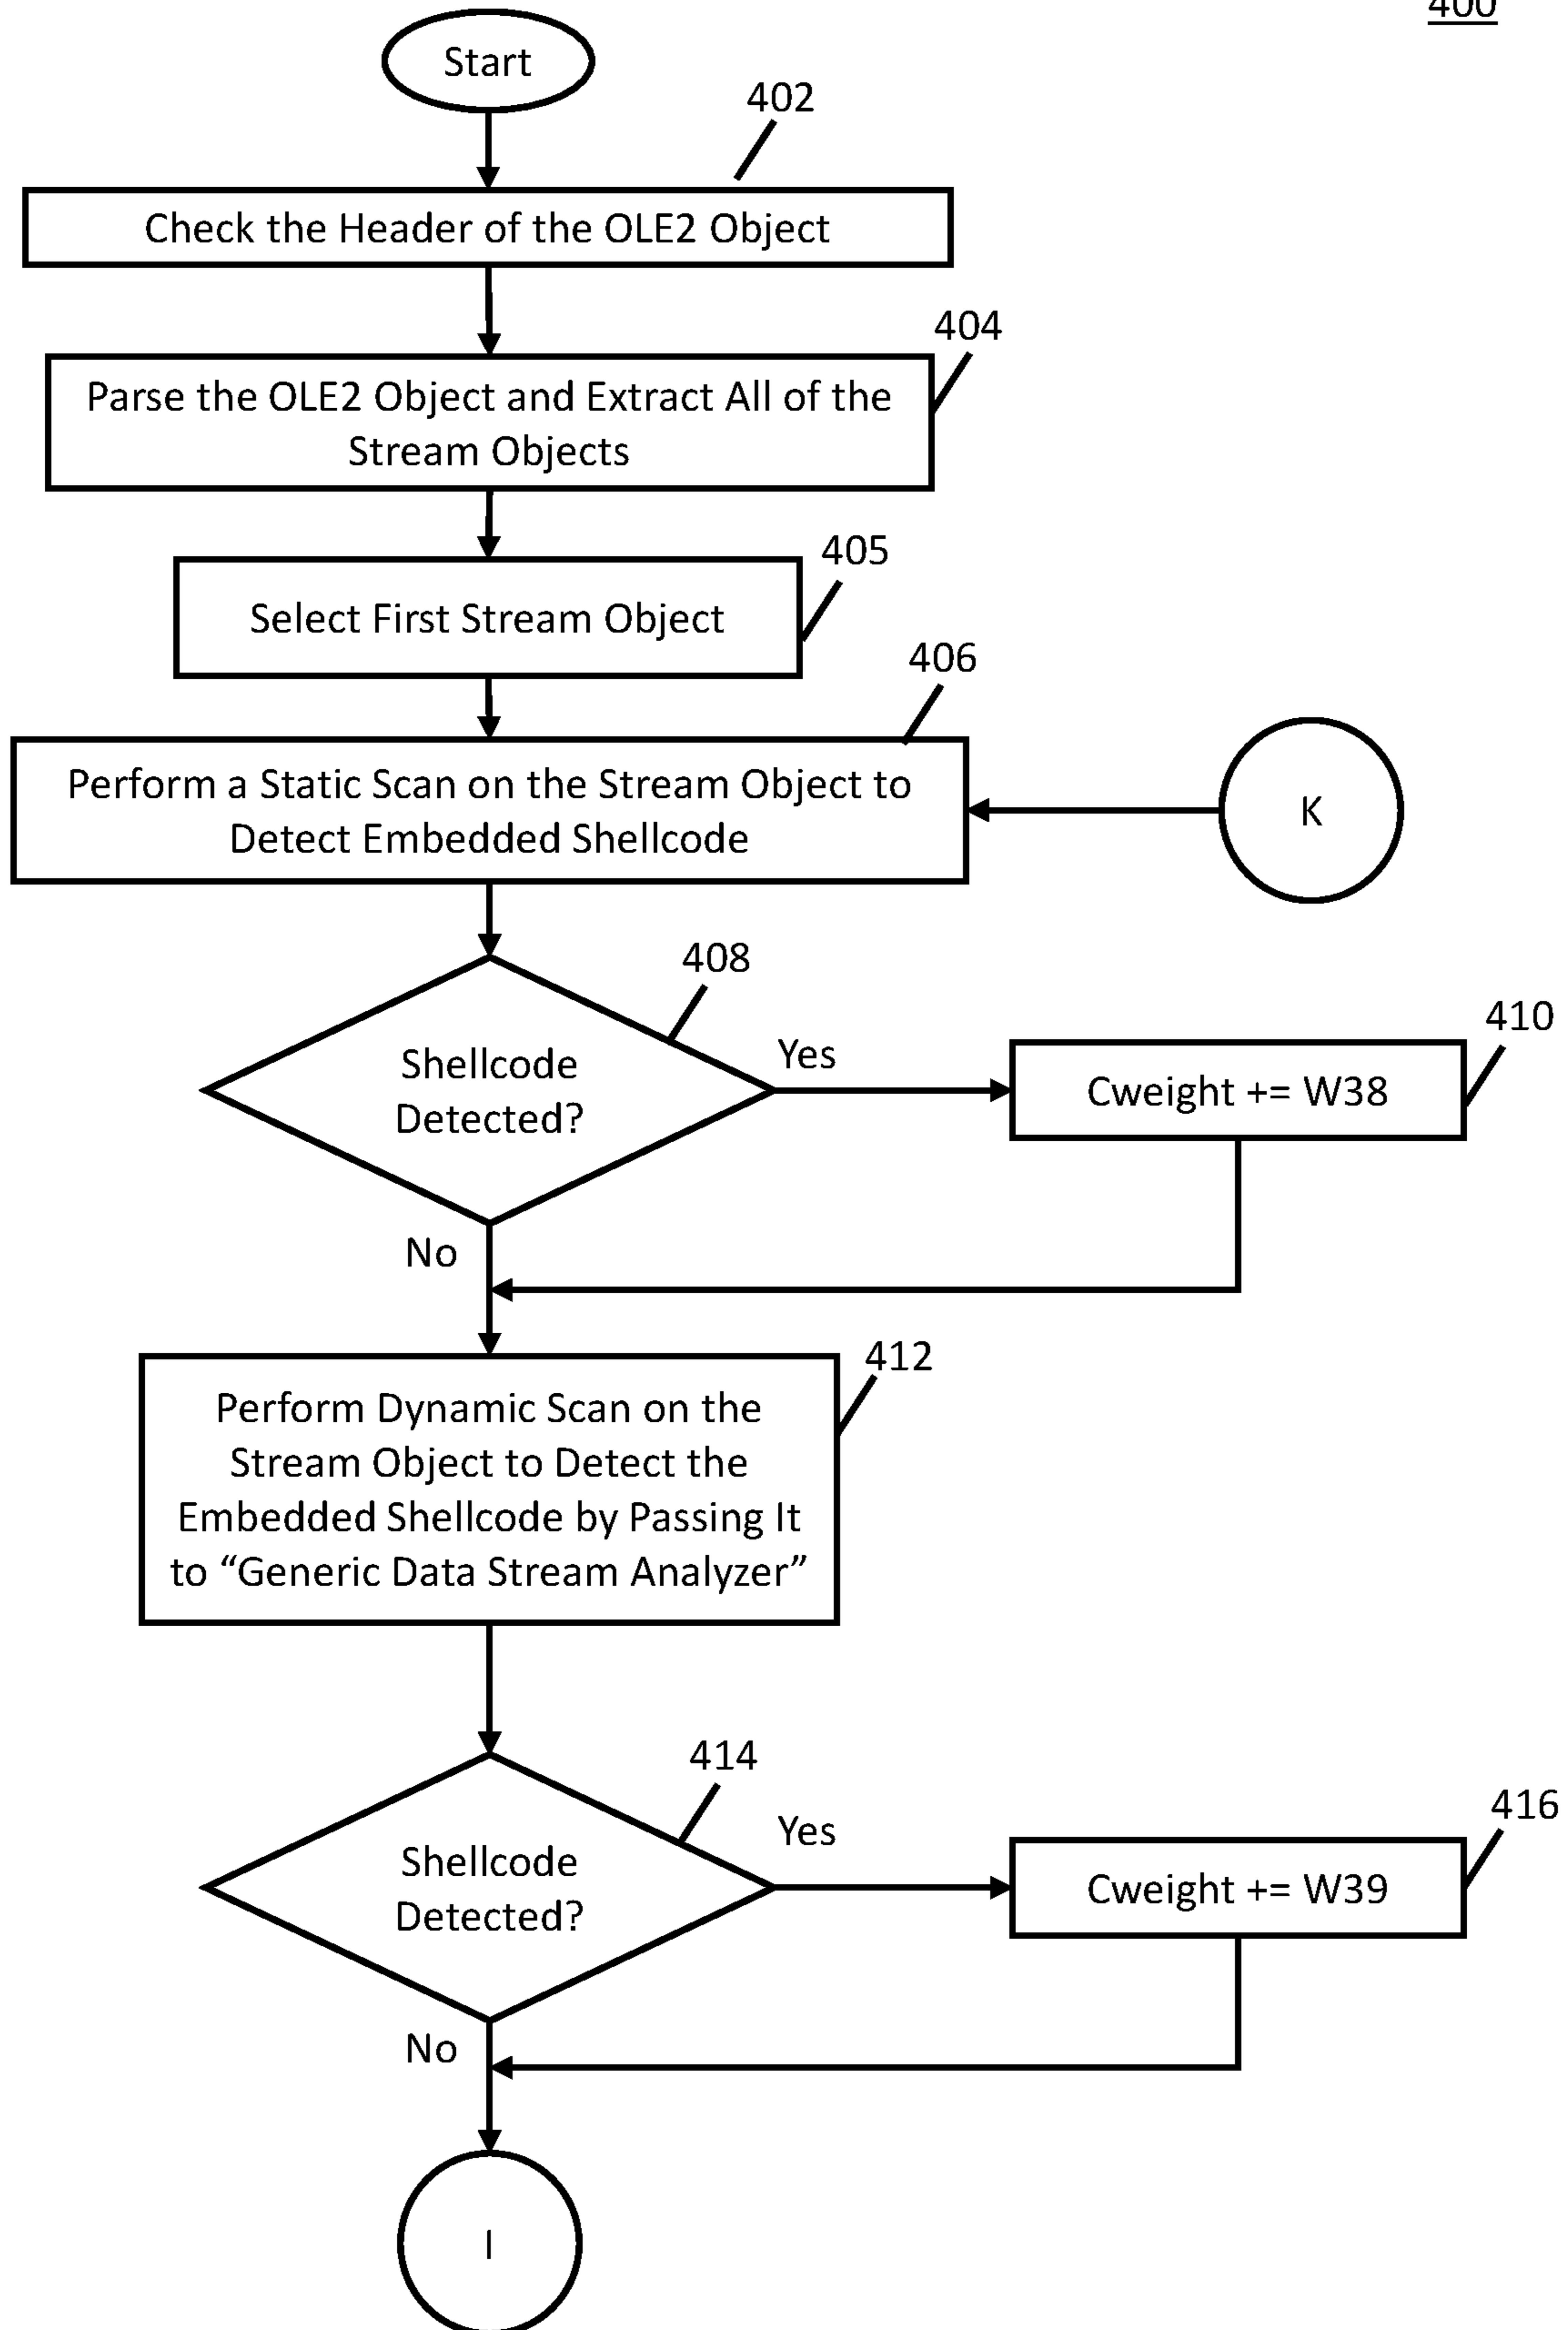 400
Start
402
Check the Header of the OLE2 Object
404
Parse the OLE2 Object and Extract All of the
Stream Objects
405
Select First Stream Object
406
Perform a Static Scan on the Stream Object to
Detect Embedded Shellcode
K
408
Shellcode
Detected?
Yes
410
Cweight += W38
No
412
Perform Dynamic Scan on the
Stream Object to Detect the
Embedded Shellcode by Passing It
to “Generic Data Stream Analyzer”
414
Shellcode
Detected?
Yes
416
Cweight += W39
No
I